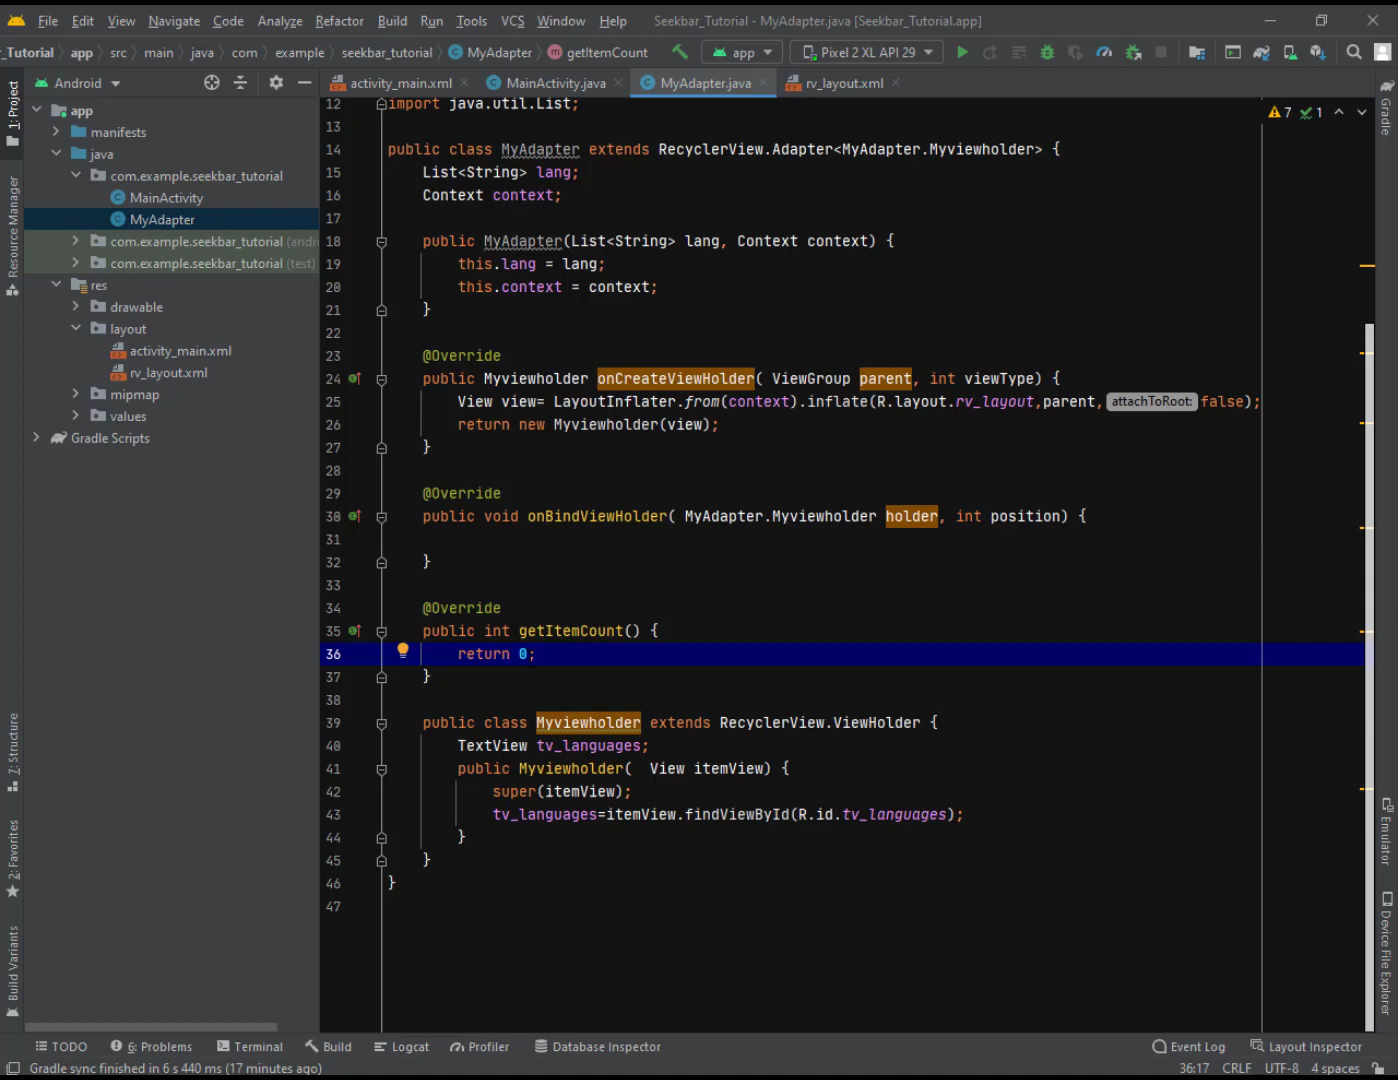 File Edit View Navigate Code Analyze Refactor Build Run Tools VCS Window Help Seekbar_Tutorial - MyAdapter.java [Seekbar_Tutorial.app]
_Tutorial app src main java com example seekbar_tutorial MyAdapter getItemCount app Pixel 2 XL API 29
Android activity_main.xml MainActivity.java MyAdapter.java rv_layout.xml
1: Project
Resource Manager
7: Structure
2: Favorites
Build Variants
app
manifests
java
com.example.seekbar_tutorial
MainActivity
MyAdapter
com.example.seekbar_tutorial (andr
com.example.seekbar_tutorial (test)
res
drawable
layout
activity_main.xml
rv_layout.xml
mipmap
values
Gradle Scripts
7 1
12 import java.util.List;
13
14 public class MyAdapter extends RecyclerView.Adapter<MyAdapter.Myviewholder> {
15 List<String> lang;
16 Context context;
17
18 public MyAdapter(List<String> lang, Context context) {
19 this.lang = lang;
20 this.context = context;
21 }
22
23 @Override
24 public Myviewholder onCreateViewHolder( ViewGroup parent, int viewType) {
25 View view= LayoutInflater.from(context).inflate(R.layout.rv_layout,parent, attachToRoot: false);
26 return new Myviewholder(view);
27 }
28
29 @Override
30 public void onBindViewHolder( MyAdapter.Myviewholder holder, int position) {
31
32 }
33
34 @Override
35 public int getItemCount() {
36 return 0;
37 }
38
39 public class Myviewholder extends RecyclerView.ViewHolder {
40 TextView tv_languages;
41 public Myviewholder(  View itemView) {
42 super(itemView);
43 tv_languages=itemView.findViewById(R.id.tv_languages);
44 }
45 }
46 }
47
Gradle
Emulator
Device File Explorer
TODO 6: Problems Terminal Build Logcat Profiler Database Inspector Event Log Layout Inspector
Gradle sync finished in 6 s 440 ms (17 minutes ago) 36:17 CRLF UTF-8 4 spaces